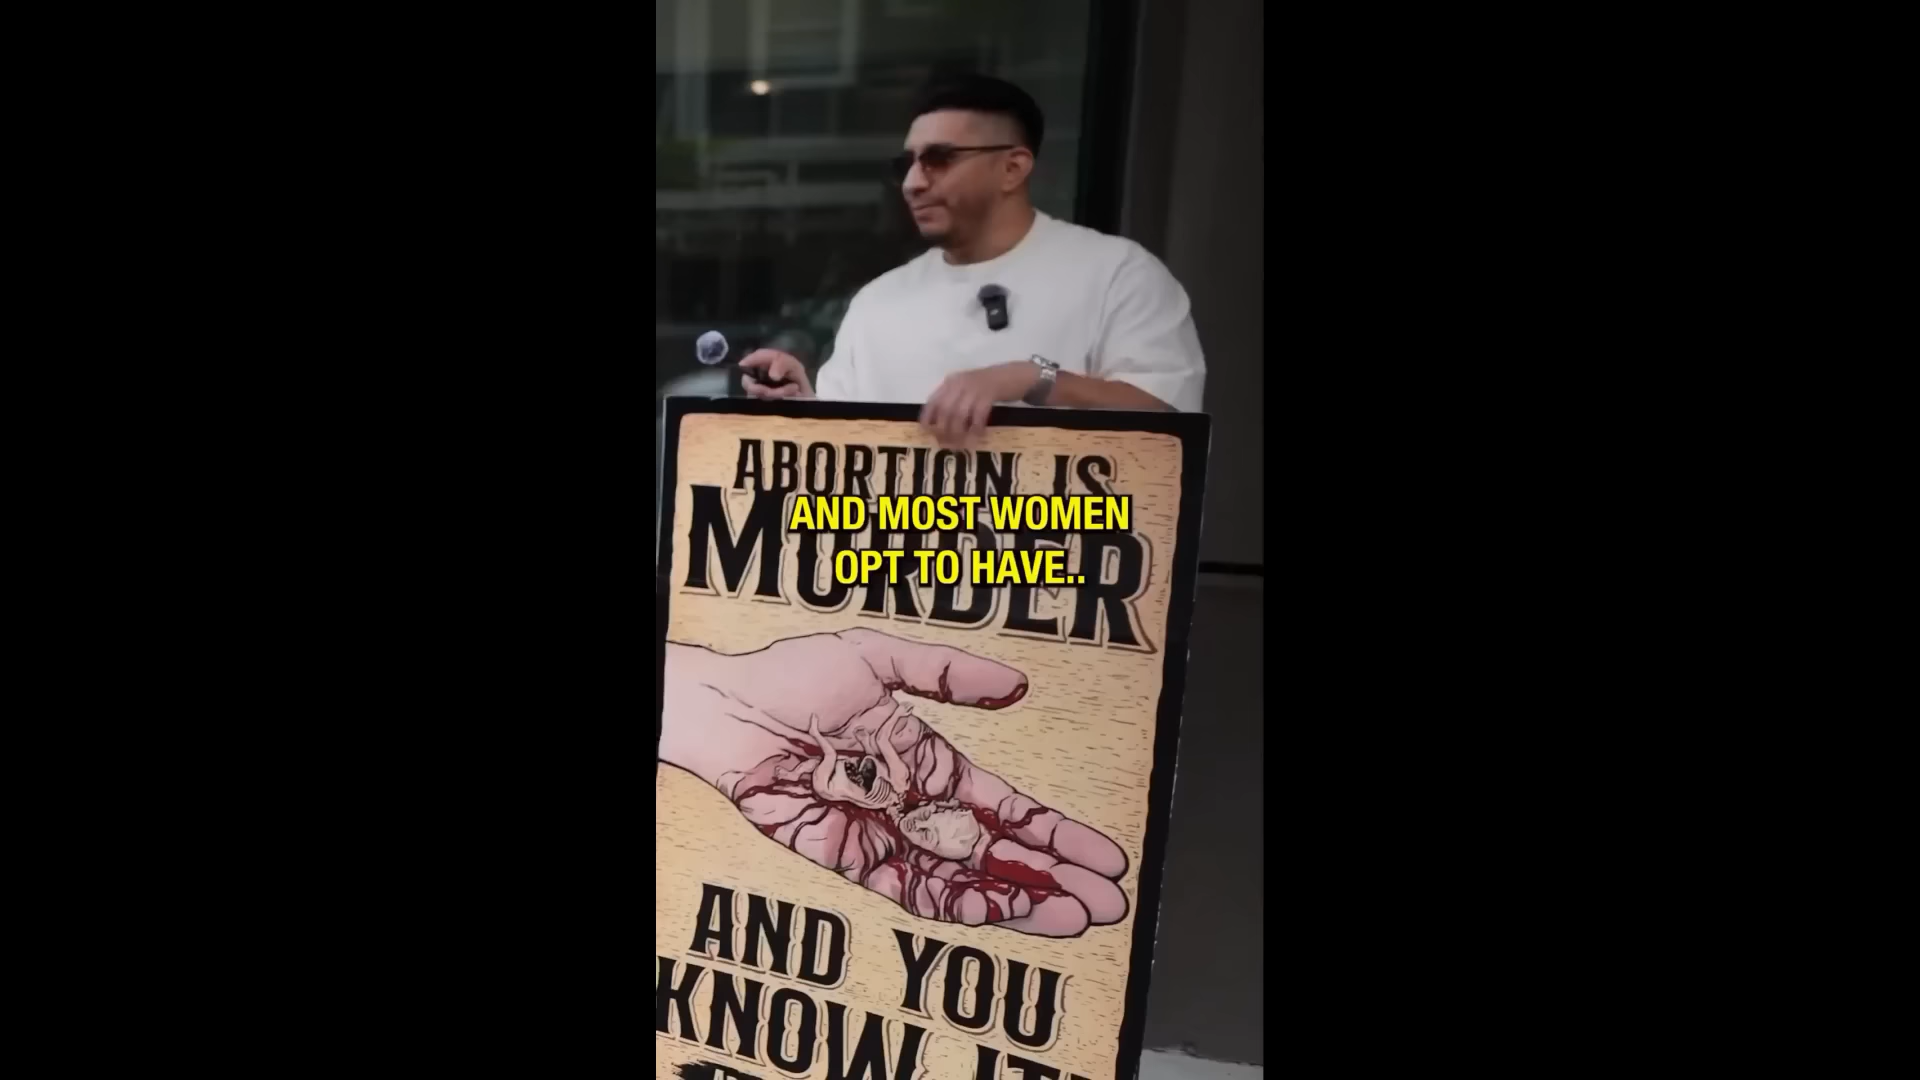 ABORTION IS
MURDER
AND MOST WOMEN
OPT TO HAVE..
AND YOU
KNOW IT!